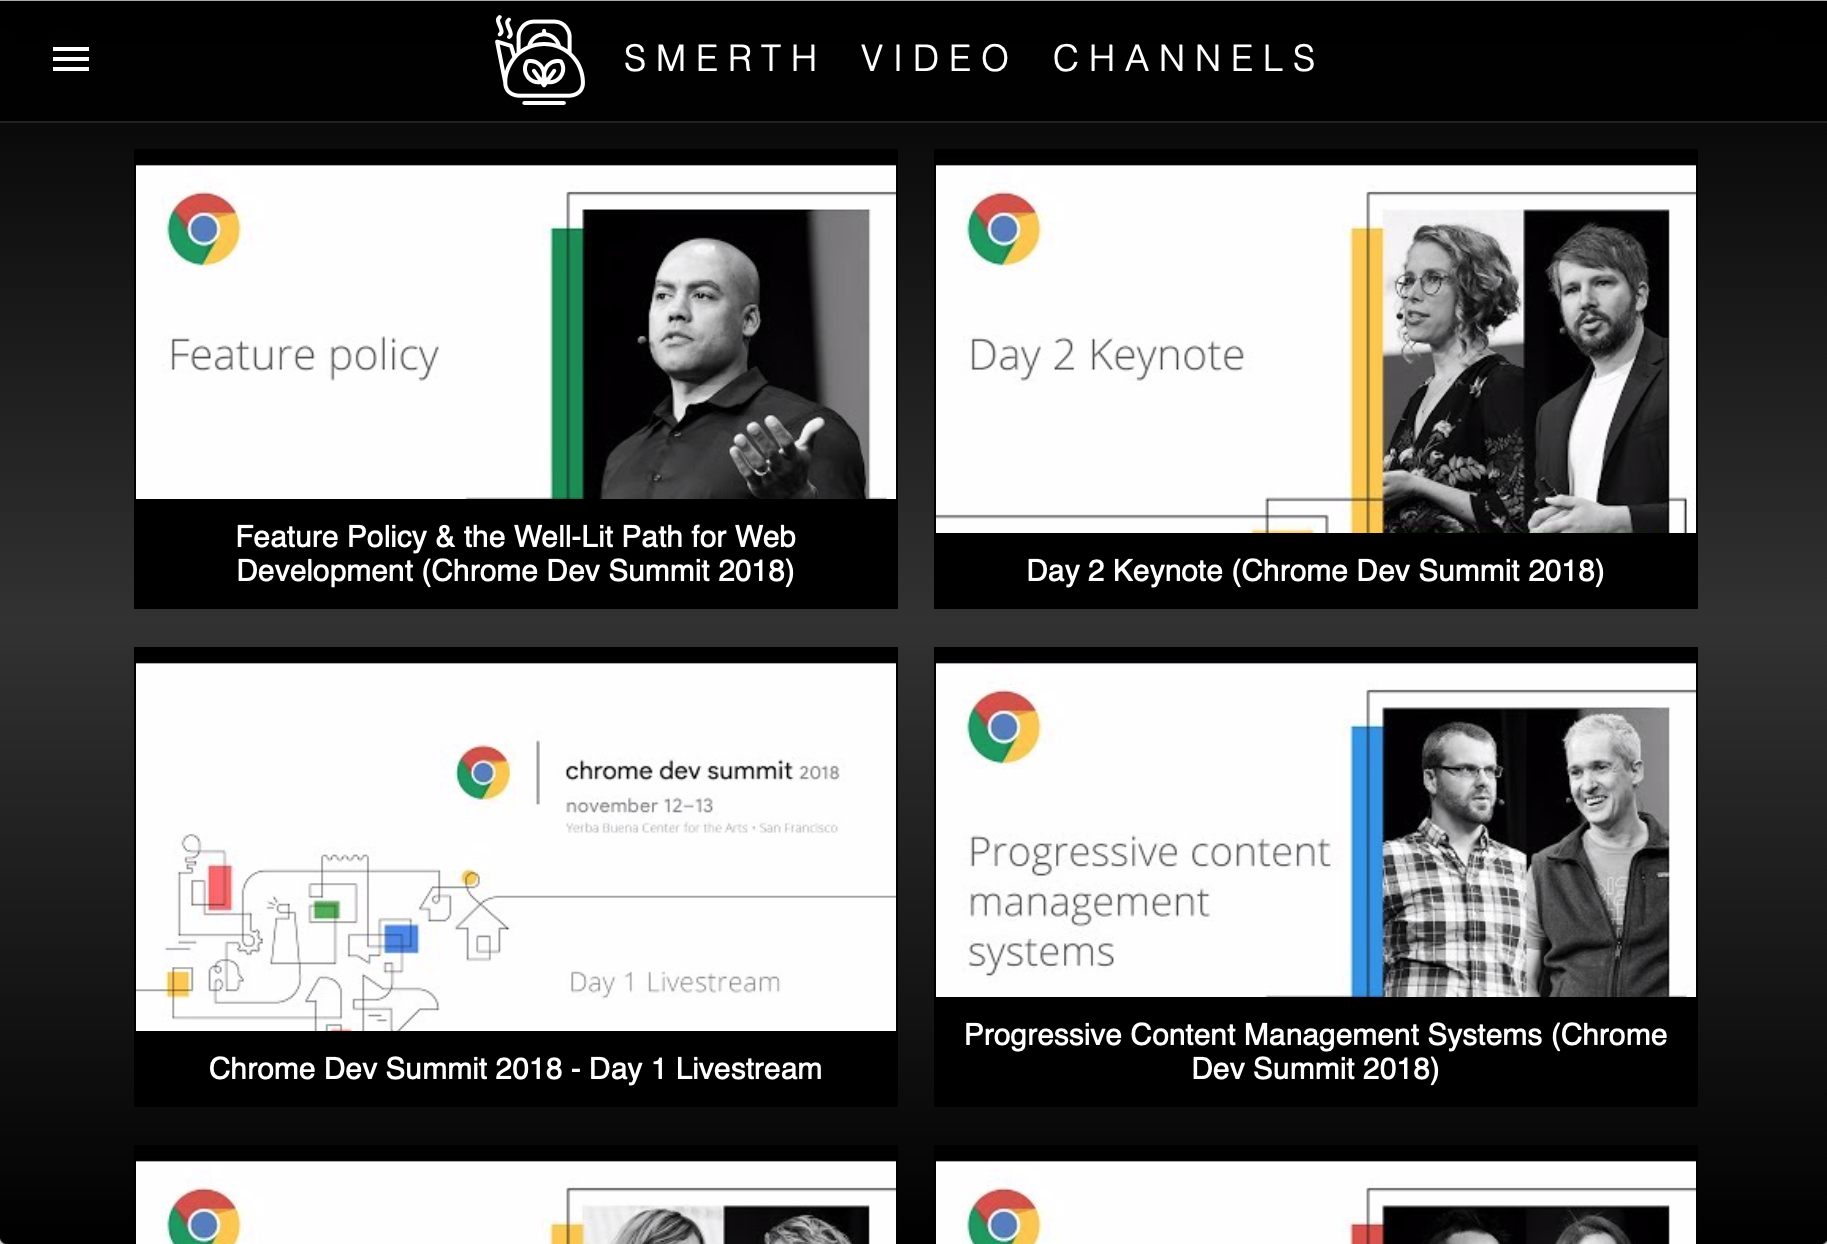 SMERTH VIDEO CHANNELS
Feature policy
Feature Policy & the Well-Lit Path for Web
Development (Chrome Dev Summit 2018)
Day 2 Keynote
Day 2 Keynote (Chrome Dev Summit 2018)
chrome dev summit 2018
november 12–13
Yerba Buena Center for the Arts • San Francisco
Day 1 Livestream
Chrome Dev Summit 2018 - Day 1 Livestream
Progressive content
management
systems
Progressive Content Management Systems (Chrome
Dev Summit 2018)